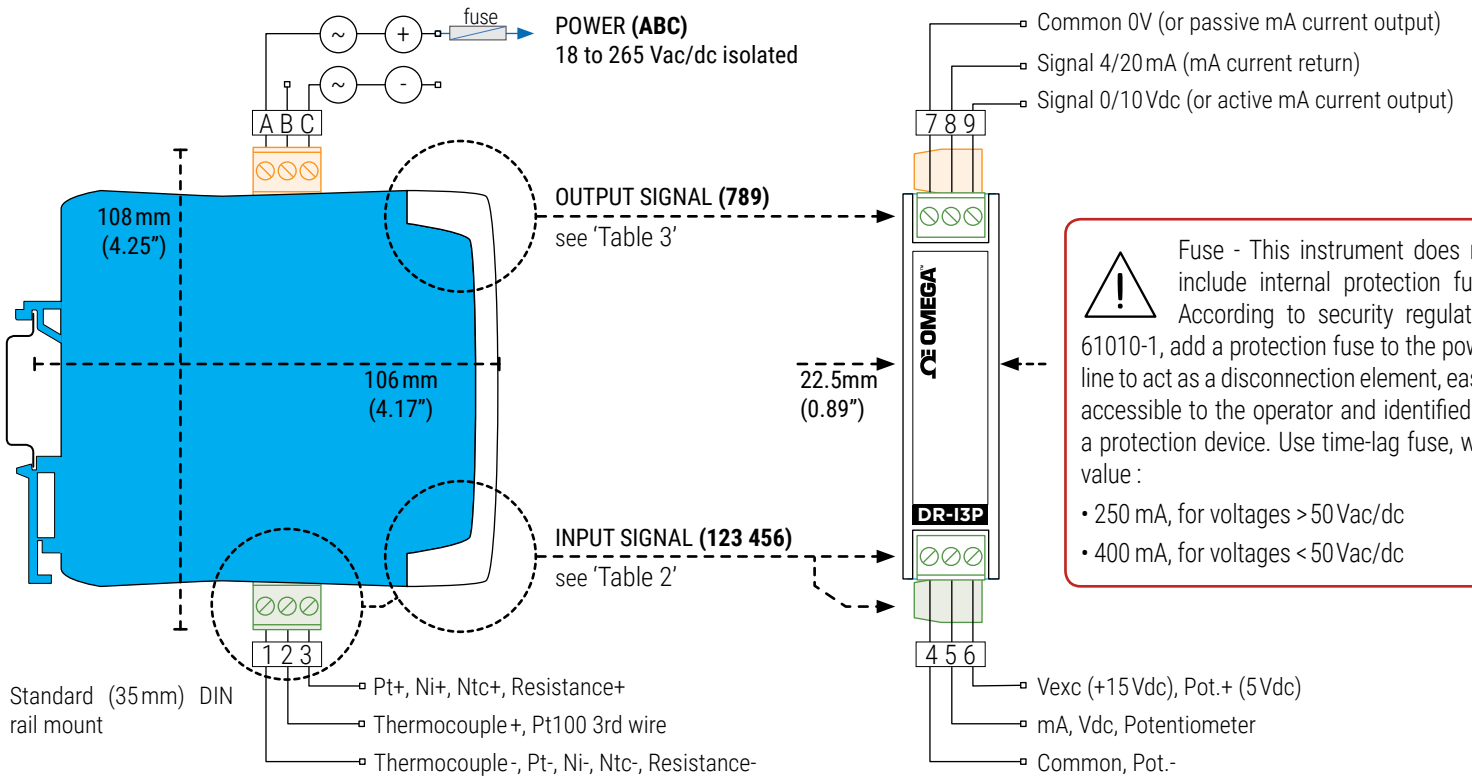 fuse
POWER (ABC)
18 to 265 Vac/dc isolated
~ +
~ -
A B C
108 mm
(4.25”)
106 mm
(4.17”)
OUTPUT SIGNAL (789)
see ‘Table 3’
INPUT SIGNAL (123 456)
see ‘Table 2’
1 2 3
Pt+, Ni+, Ntc+, Resistance+
Thermocouple+, Pt100 3rd wire
Thermocouple-, Pt-, Ni-, Ntc-, Resistance-
Standard (35 mm) DIN
rail mount
Common 0V (or passive mA current output)
Signal 4/20 mA (mA current return)
Signal 0/10 Vdc (or active mA current output)
7 8 9
Ω OMEGA™
22.5mm
(0.89”)
DR-I3P
4 5 6
Vexc (+15 Vdc), Pot.+ (5 Vdc)
mA, Vdc, Potentiometer
Common, Pot.-
Fuse - This instrument does
include internal protection
According to security
61010-1, add a protection fuse to the
line to act as a disconnection element,
accessible to the operator and identified
a protection device. Use time-lag fuse,
value :
• 250 mA, for voltages > 50 Vac/dc
• 400 mA, for voltages < 50 Vac/dc